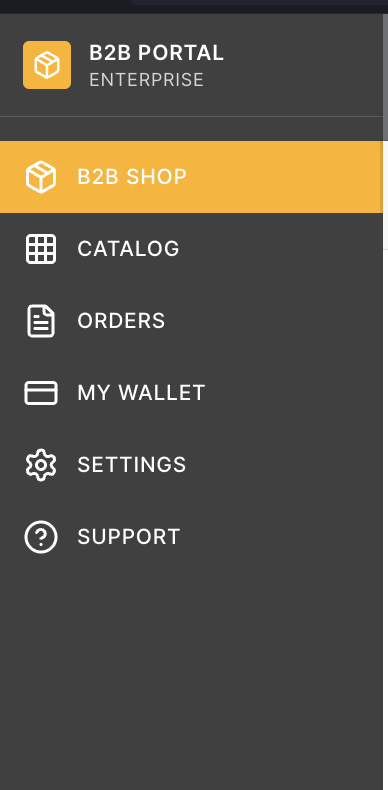 B2B PORTAL
ENTERPRISE
B2B SHOP
CATALOG
ORDERS
MY WALLET
SETTINGS
SUPPORT